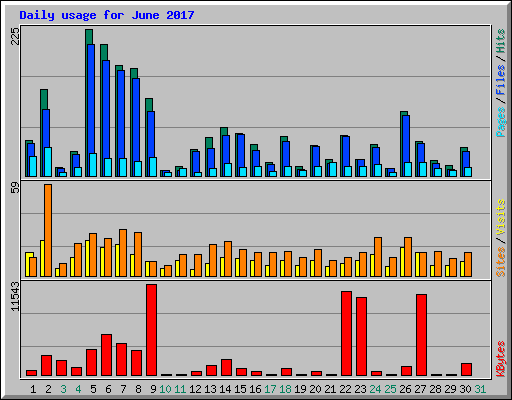 Daily usage for June 2017
225
Pages / Files / Hits
59
Sites / Visits
11543
KBytes
1 2 3 4 5 6 7 8 9 10 11 12 13 14 15 16 17 18 19 20 21 22 23 24 25 26 27 28 29 30 31